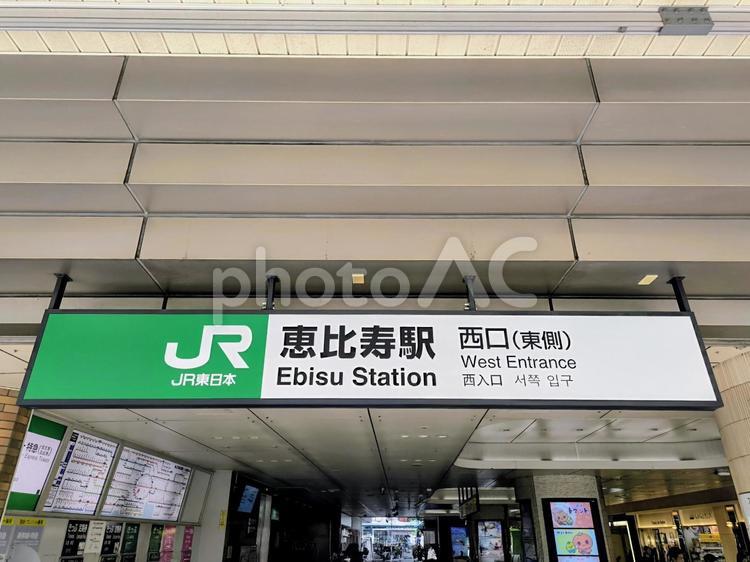 photoAC
JR
JR東日本
恵比寿駅
Ebisu Station
西口(東側)
West Entrance
西入口 서쪽 입구